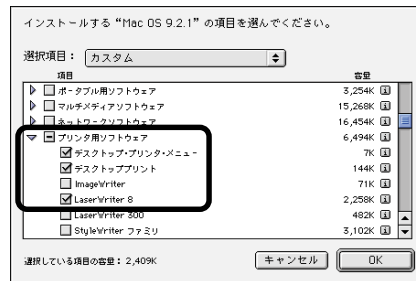 インストールする“Mac OS 9.2.1”の項目を選んでください。
選択項目： カスタム
項目 容量
ポータブル用ソフトウェア 3,254K
マルチメディアソフトウェア 15,268K
ネットワークソフトウェア 16,454K
プリンタ用ソフトウェア 6,494K
デスクトップ・プリンタ・メニュー 7K
デスクトッププリント 144K
ImageWriter 71K
LaserWriter 8 2,258K
LaserWriter 300 482K
StyleWriter ファミリ 3,102K
選択している項目の容量： 2,409K キャンセル OK